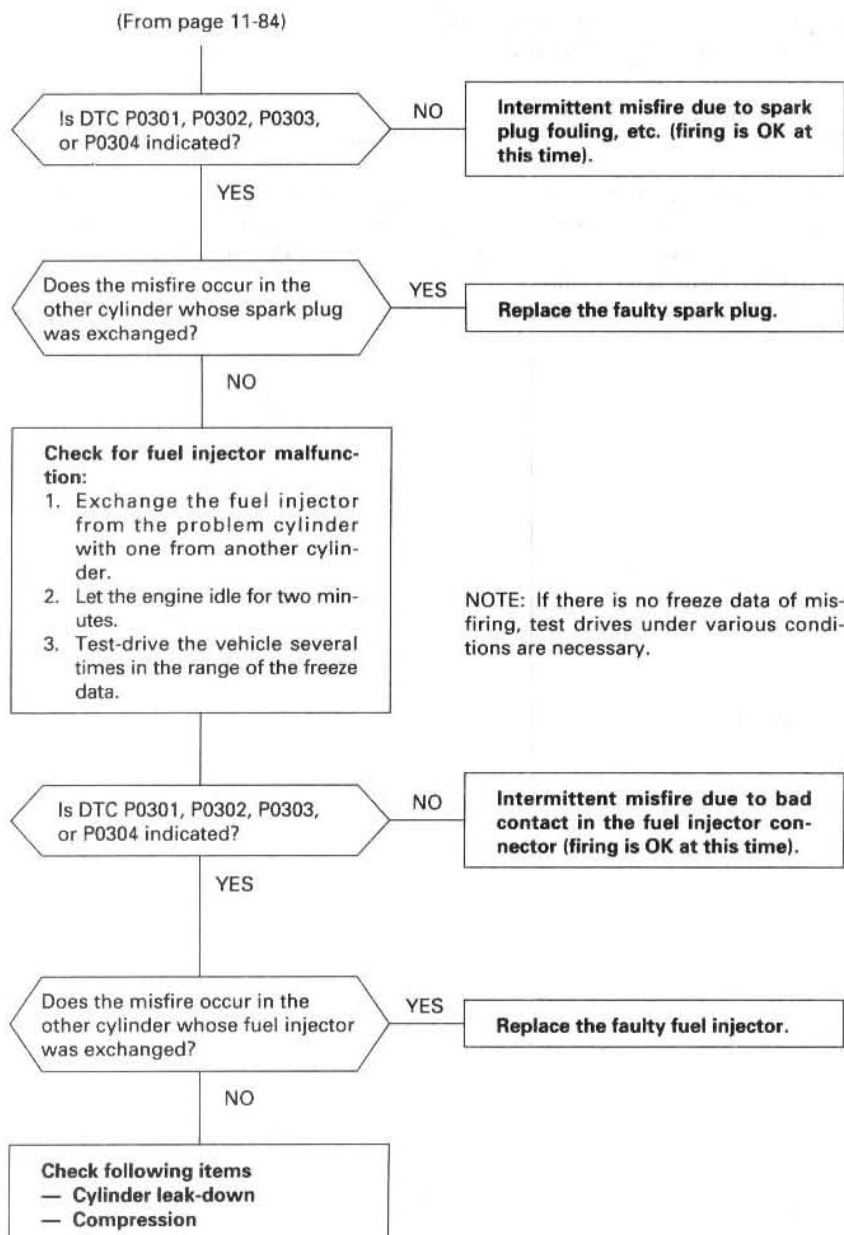 (From page 11-84)
Is DTC P0301, P0302, P0303,
or P0304 indicated?
NO
Intermittent misfire due to spark
plug fouling, etc. (firing is OK at
this time).
YES
Does the misfire occur in the
other cylinder whose spark plug
was exchanged?
YES
Replace the faulty spark plug.
NO
Check for fuel injector malfunc-
tion:
1. Exchange the fuel injector
from the problem cylinder
with one from another cylin-
der.
2. Let the engine idle for two min-
utes.
3. Test-drive the vehicle several
times in the range of the freeze
data.
NOTE: If there is no freeze data of mis-
firing, test drives under various condi-
tions are necessary.
Is DTC P0301, P0302, P0303,
or P0304 indicated?
NO
Intermittent misfire due to bad
contact in the fuel injector con-
nector (firing is OK at this time).
YES
Does the misfire occur in the
other cylinder whose fuel injector
was exchanged?
YES
Replace the faulty fuel injector.
NO
Check following items
— Cylinder leak-down
— Compression